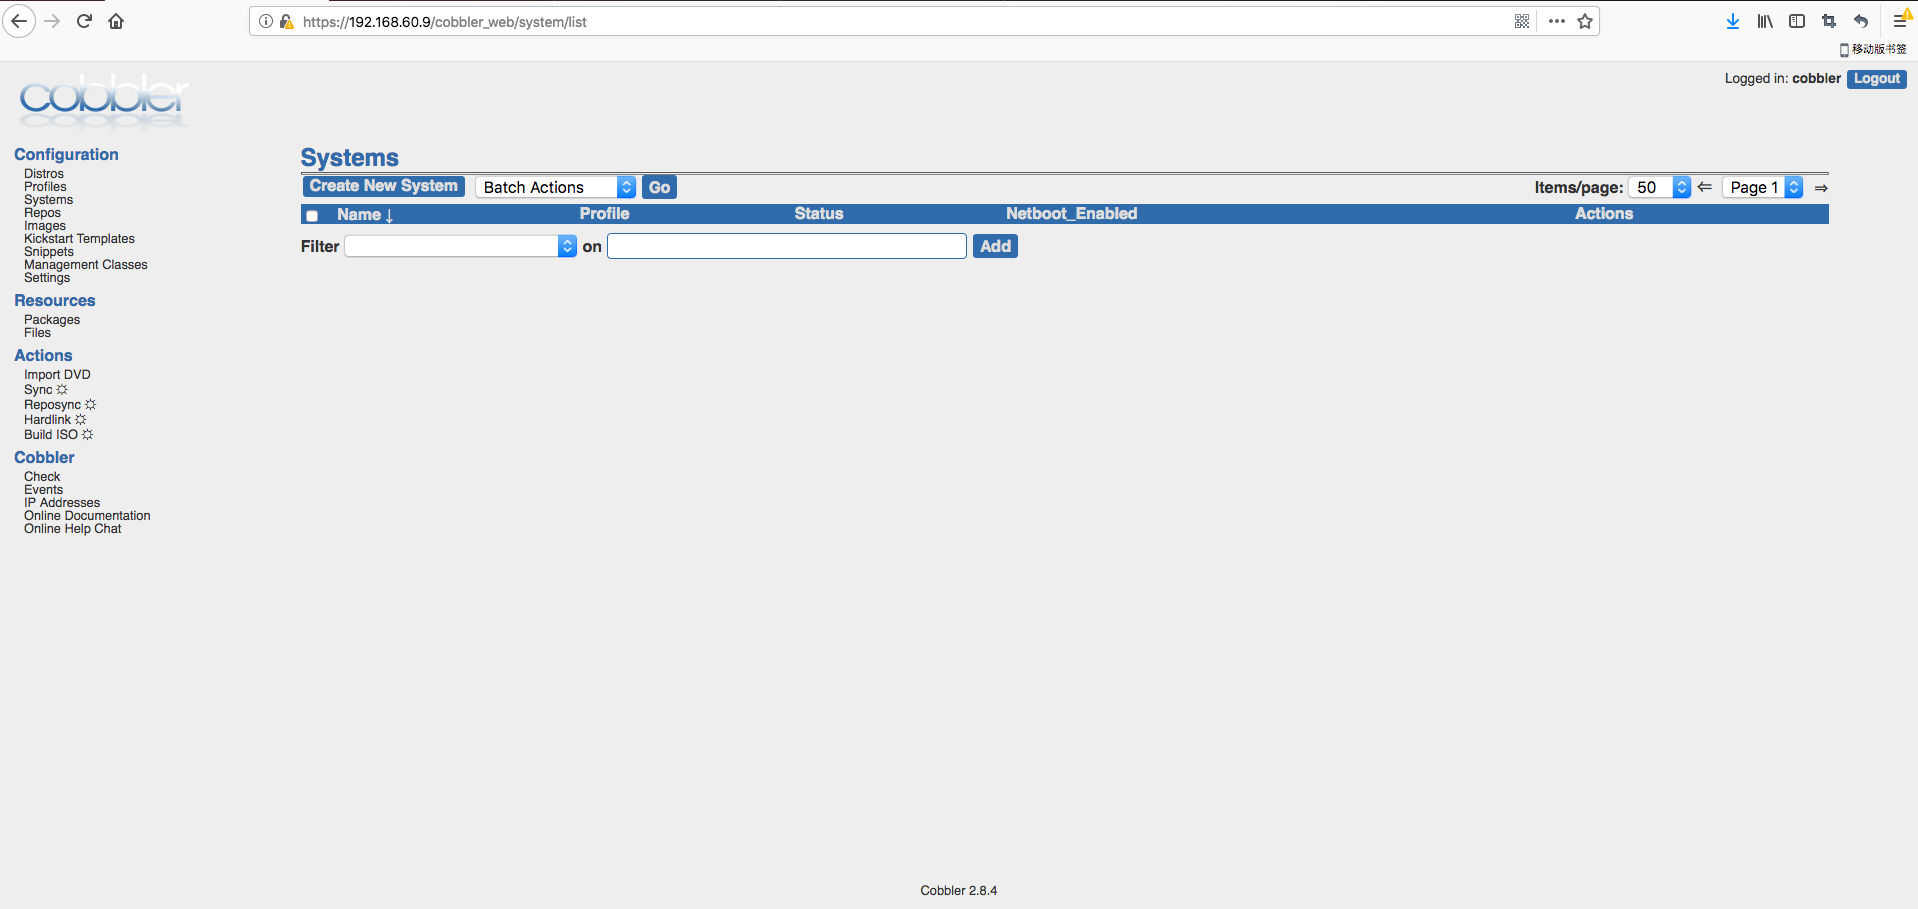 https://192.168.60.9/cobbler_web/system/list
移动版书签
cobbler
Logged in: cobbler Logout
Configuration
Distros
Profiles
Systems
Repos
Images
Kickstart Templates
Snippets
Management Classes
Settings
Resources
Packages
Files
Actions
Import DVD
Sync
Reposync
Hardlink
Build ISO
Cobbler
Check
Events
IP Addresses
Online Documentation
Online Help Chat
Systems
Create New System Batch Actions Go Items/page: 50 ⇐ Page 1 ⇒
Name ↓ Profile Status Netboot_Enabled Actions
Filter on Add
Cobbler 2.8.4